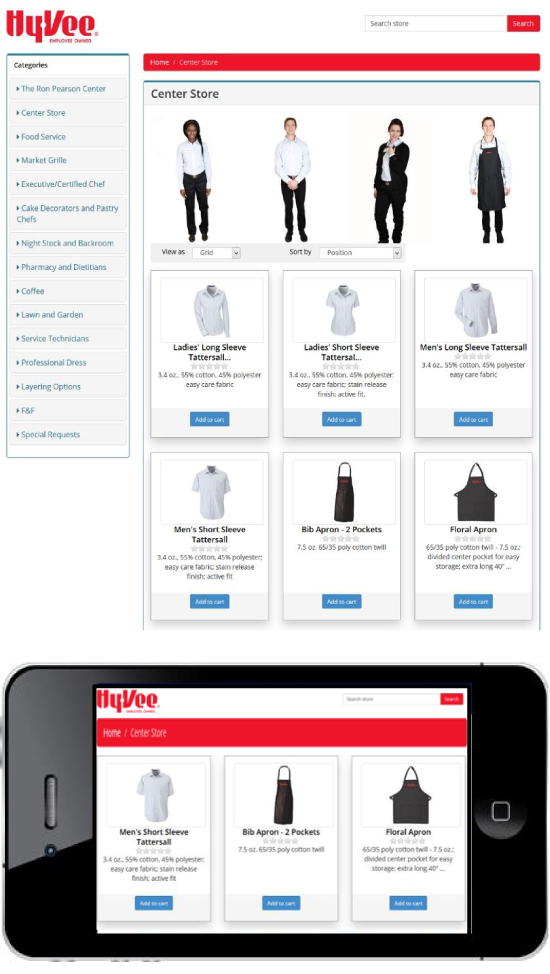 HyVee
EMPLOYEE OWNED
Search store
Search
Categories
The Ron Pearson Center
Center Store
Food Service
Market Grille
Executive/Certified Chef
Cake Decorators and Pastry
Chefs
Night Stock and Backroom
Pharmacy and Dietitians
Coffee
Lawn and Garden
Service Technicians
Professional Dress
Layering Options
F&F
Special Requests
Home / Center Store
Center Store
View as Grid Sort by Position
Ladies' Long Sleeve
Tattersall...
3.4 oz., 55% cotton, 45% polyester
easy care fabric
Add to cart
Ladies' Short Sleeve
Tattersal...
3.4 oz., 55% cotton, 45% polyester;
easy care fabric; stain release
finish; active fit.
Add to cart
Men's Long Sleeve Tattersall
3.4 oz., 55% cotton, 45% polyester
easy care fabric
Add to cart
Men's Short Sleeve
Tattersall
3.4 oz., 55% cotton, 45% polyester;
easy care fabric; stain release
finish; active fit
Add to cart
Bib Apron - 2 Pockets
7.5 oz. 65/35 poly cotton twill
Add to cart
Floral Apron
65/35 poly cotton twill - 7.5 oz.;
divided center pocket for easy
storage; extra long 40" ...
Add to cart
HyVee
EMPLOYEE OWNED
Search store
Search
Home / Center Store
Men's Short Sleeve
Tattersall
3.4 oz., 55% cotton, 45% polyester;
easy care fabric; stain release
finish; active fit
Add to cart
Bib Apron - 2 Pockets
7.5 oz. 65/35 poly cotton twill
Add to cart
Floral Apron
65/35 poly cotton twill - 7.5 oz.;
divided center pocket for easy
storage; extra long 40" ...
Add to cart